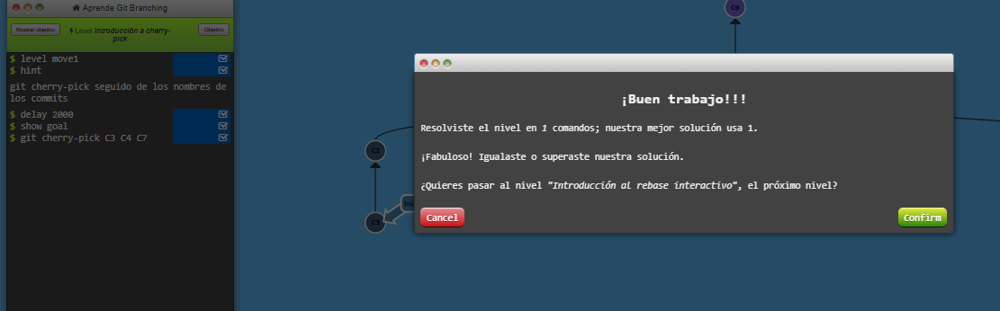 Aprende Git Branching
Mostrar objetivo
Level Introducción a cherry-
pick
Objetivo
$ level move1
$ hint
git cherry-pick seguido de los nombres de
los commits
$ delay 2000
$ show goal
$ git cherry-pick C3 C4 C7
C0
C2
C3
bu
¡Buen trabajo!!!
Resolviste el nivel en 1 comandos; nuestra mejor solución usa 1.
¡Fabuloso! Igualaste o superaste nuestra solución.
¿Quieres pasar al nivel "Introducción al rebase interactivo", el próximo nivel?
Cancel
Confirm